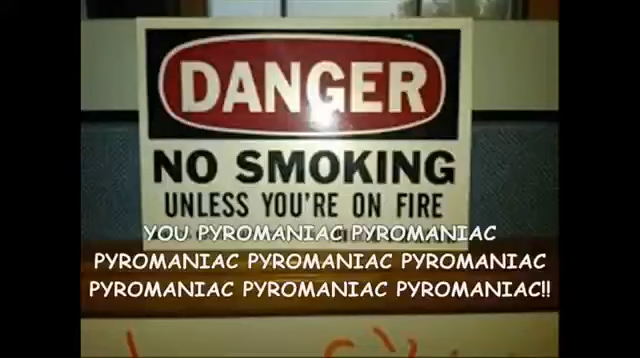 DANGER
NO SMOKING
UNLESS YOU'RE ON FIRE
YOU PYROMANIAC PYROMANIAC
PYROMANIAC PYROMANIAC PYROMANIAC
PYROMANIAC PYROMANIAC PYROMANIAC!!